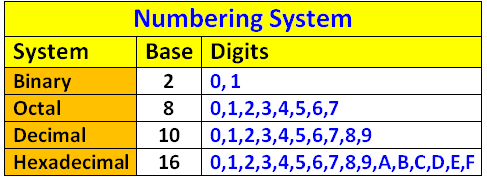 Numbering System
System Base Digits
Binary 2 0, 1
Octal 8 0,1,2,3,4,5,6,7
Decimal 10 0,1,2,3,4,5,6,7,8,9
Hexadecimal 16 0,1,2,3,4,5,6,7,8,9,A,B,C,D,E,F